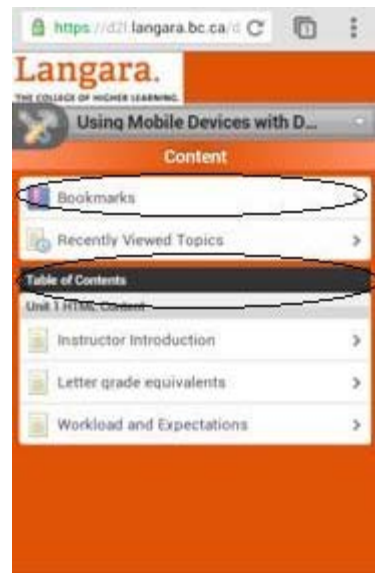 https://d2l.langara.bc.ca/d
1
Langara.
THE COLLEGE OF HIGHER LEARNING.
Using Mobile Devices with D...
Content
Bookmarks
Recently Viewed Topics
Table of Contents
Unit 1 HTML Content
Instructor Introduction
Letter grade equivalents
Workload and Expectations